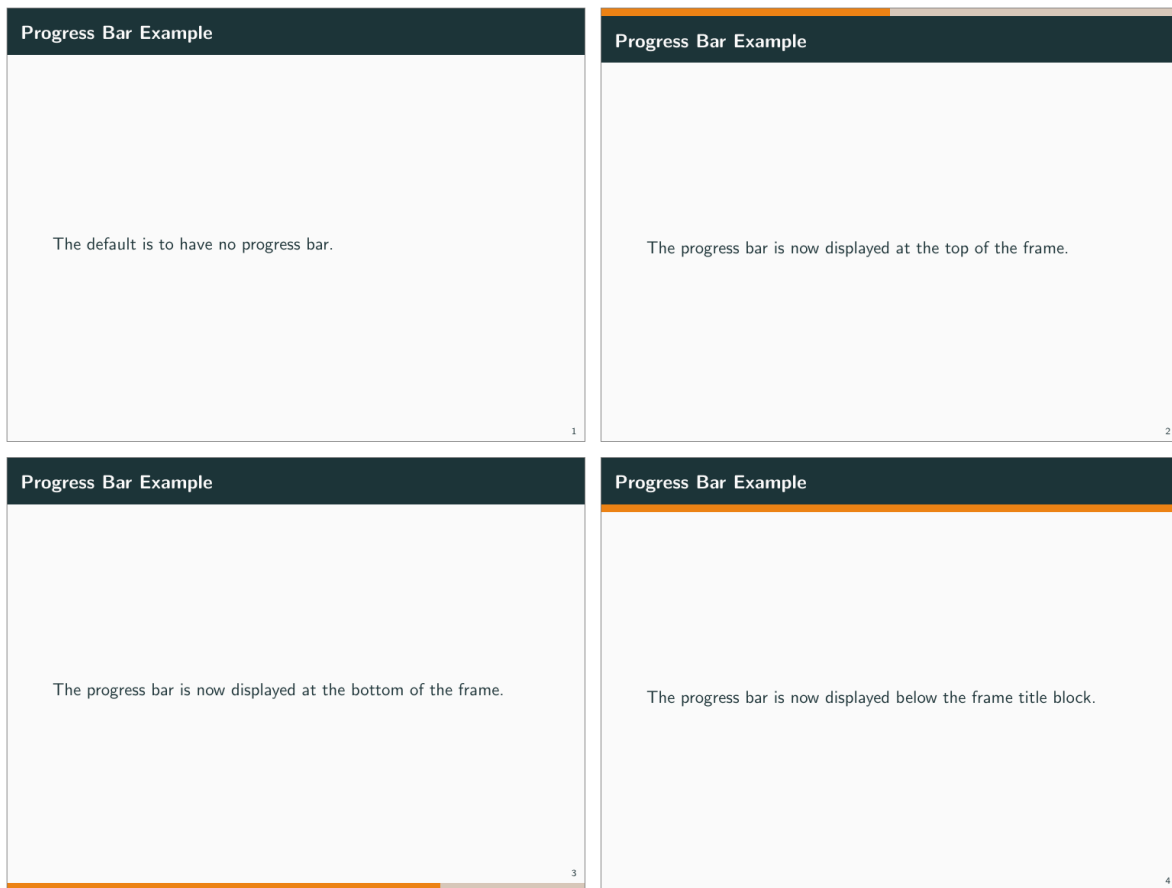 Progress Bar Example
The default is to have no progress bar.
1
Progress Bar Example
The progress bar is now displayed at the top of the frame.
2
Progress Bar Example
The progress bar is now displayed at the bottom of the frame.
3
Progress Bar Example
The progress bar is now displayed below the frame title block.
4